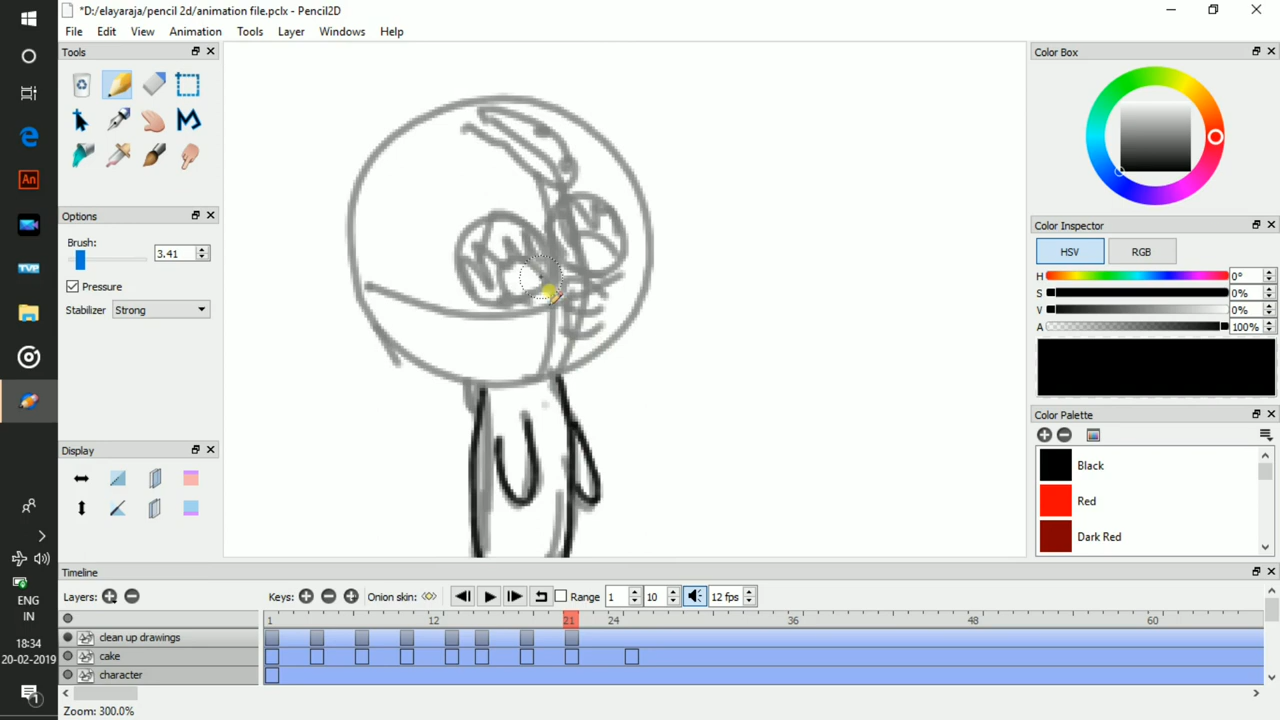 *D:/elayaraja/pencil 2d/animation file.pclx - Pencil2D
File Edit View Animation Tools Layer Windows Help
Tools
Options
Brush:
3.41
Pressure
Stabilizer Strong
Display
Color Box
Color Inspector
HSV RGB
H 0°
S 0%
V 0%
A 100%
Color Palette
Black
Red
Dark Red
Timeline
Layers: Keys: Onion skin: Range 1 10 12 fps
1 12 21 24 36 48 60
clean up drawings
cake
character
Zoom: 300.0%
An
TVP
ENG
IN
18:34
20-02-2019
1